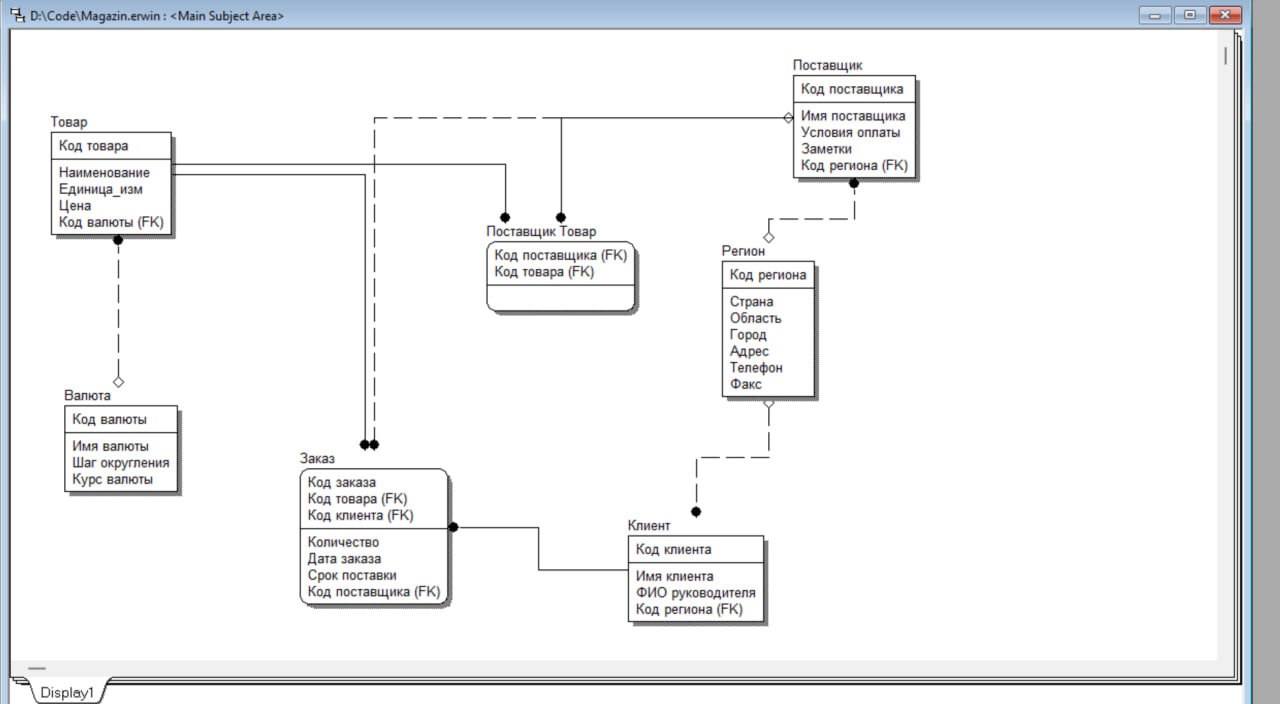 D:\Code\Magazin.erwin : <Main Subject Area>
Поставщик
Код поставщика
Имя поставщика
Условия оплаты
Заметки
Код региона (FK)
Товар
Код товара
Наименование
Единица_изм
Цена
Код валюты (FK)
Поставщик Товар
Код поставщика (FK)
Код товара (FK)
Регион
Код региона
Страна
Область
Город
Адрес
Телефон
Факс
Валюта
Код валюты
Имя валюты
Шаг округления
Курс валюты
Заказ
Код заказа
Код товара (FK)
Код клиента (FK)
Количество
Дата заказа
Срок поставки
Код поставщика (FK)
Клиент
Код клиента
Имя клиента
ФИО руководителя
Код региона (FK)
Display1